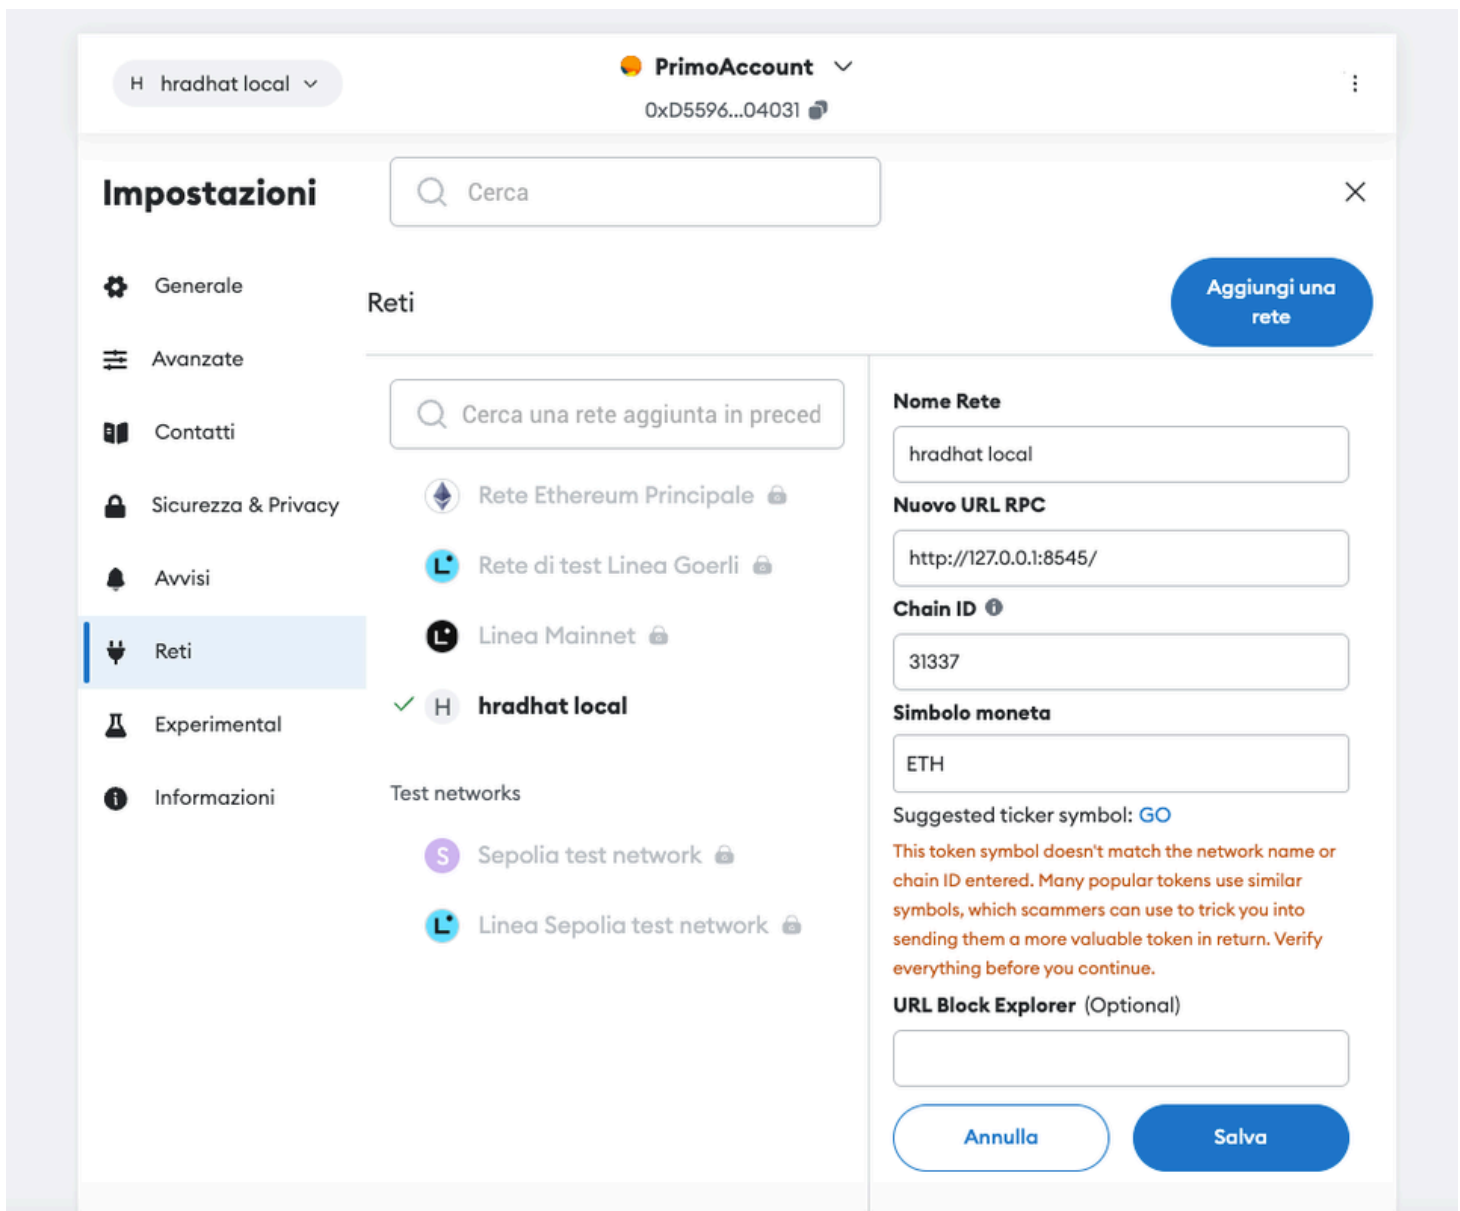 H hradhat local
PrimoAccount
0xD5596...04031
Impostazioni
Cerca
Generale
Avanzate
Contatti
Sicurezza & Privacy
Avvisi
Reti
Experimental
Informazioni
Reti
Aggiungi una
rete
Cerca una rete aggiunta in preced
Rete Ethereum Principale
L Rete di test Linea Goerli
L Linea Mainnet
H hradhat local
Test networks
S Sepolia test network
L Linea Sepolia test network
Nome Rete
hradhat local
Nuovo URL RPC
http://127.0.0.1:8545/
Chain ID
31337
Simbolo moneta
ETH
Suggested ticker symbol: GO
This token symbol doesn't match the network name or
chain ID entered. Many popular tokens use similar
symbols, which scammers can use to trick you into
sending them a more valuable token in return. Verify
everything before you continue.
URL Block Explorer (Optional)
Annulla
Salva